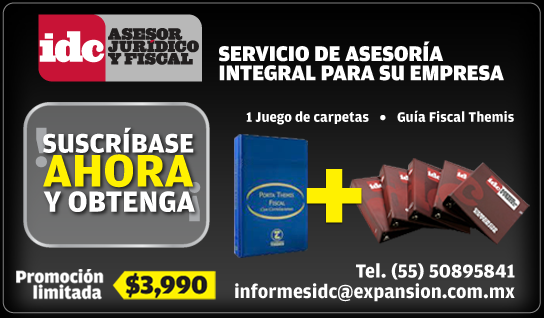 idc
ASESOR
JURÍDICO
Y FISCAL
SERVICIO DE ASESORÍA
INTEGRAL PARA SU EMPRESA
¡SUSCRÍBASE
AHORA
Y OBTENGA!
1 Juego de carpetas • Guía Fiscal Themis
PORTA THEMIS
FISCAL
Con Correlaciones
+
idc
Promoción
limitada
$3,990
Tel. (55) 50895841
informesidc@expansion.com.mx